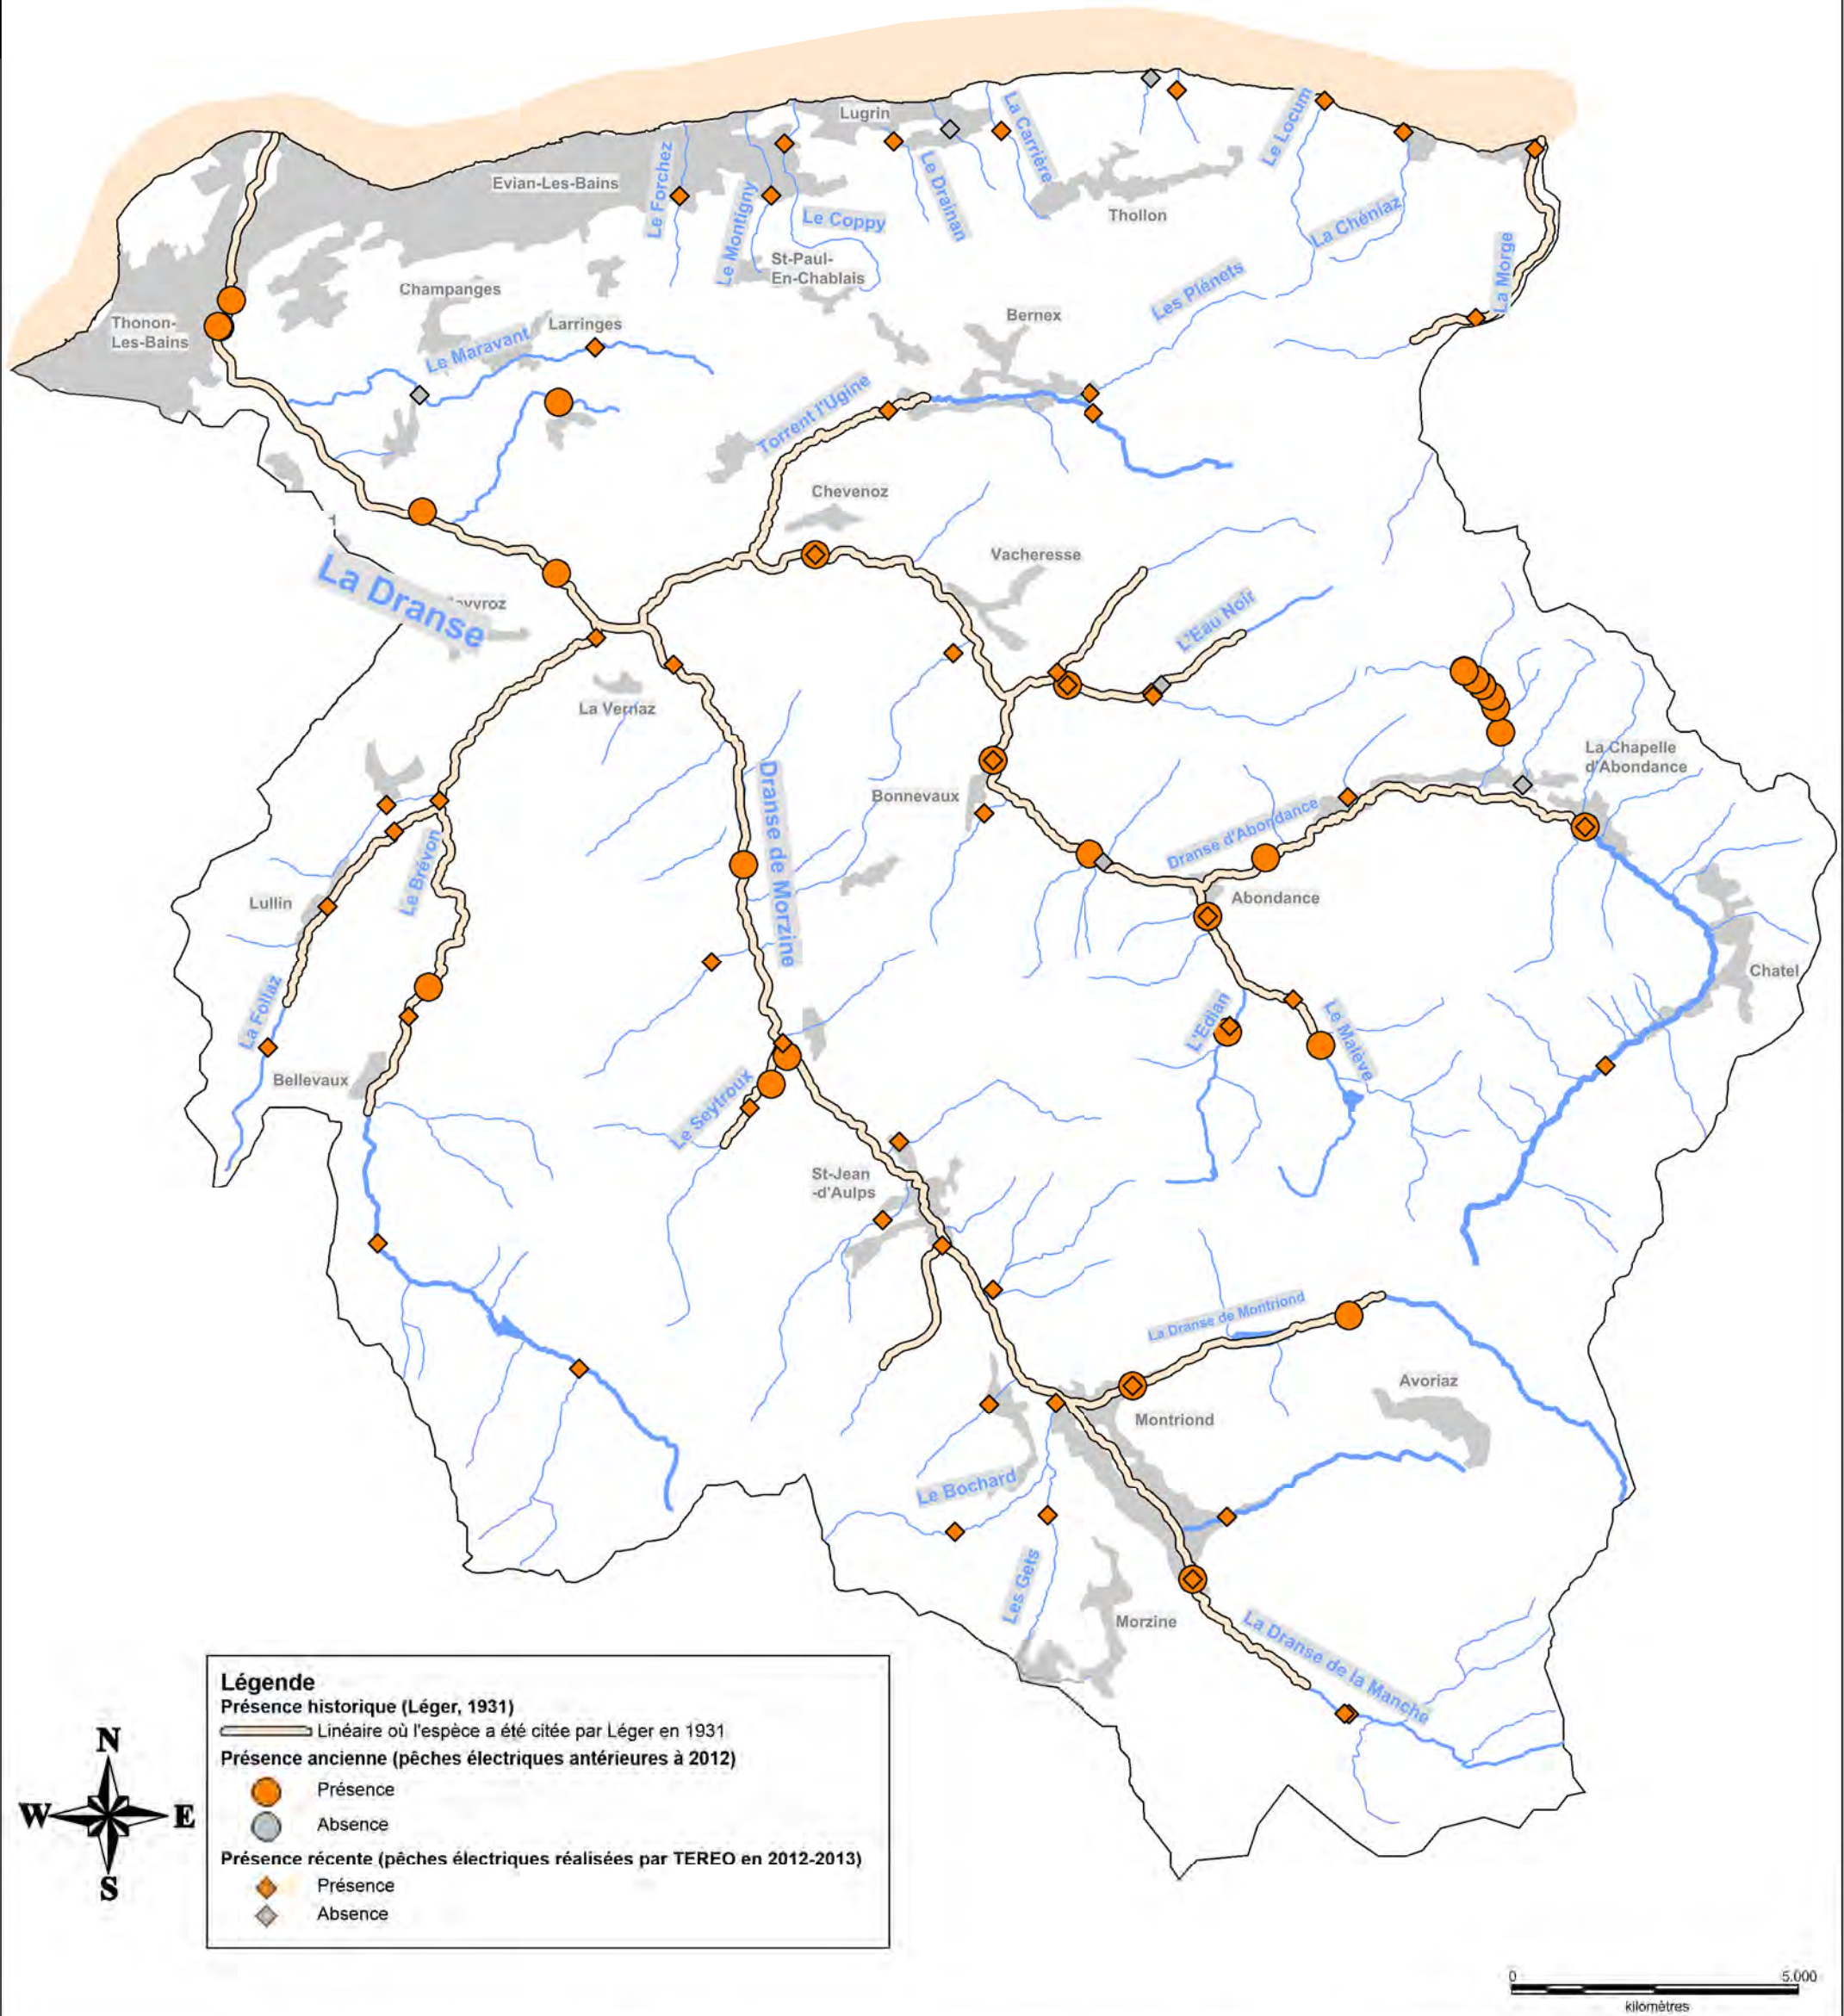 Lugrin
La Carrière
Le Locum
Evian-Les-Bains
Le Forchez
Le Montigny
Le Coppy
Le Drainan
Thollon
La Chéniaz
La Morge
St-Paul-
En-Chablais
Les Plénets
Champanges
Thonon-
Les-Bains
Le Maravant
Larringes
Bernex
Torrent l'Ugine
Chevenoz
Vacheresse
La Dranse
L'Eau Noir
La Vernaz
La Chapelle
d'Abondance
Dranse de Morzine
Bonnevaux
Dranse d'Abondance
Le Brévon
Lullin
Abondance
Chatel
La Follaz
L'Edian
Le Malève
Bellevaux
Le Seytroux
St-Jean
-d'Aulps
La Dranse de Montriond
Avoriaz
Montriond
Le Bochard
Les Gets
Morzine
La Dranse de la Manche
Légende
Présence historique (Léger, 1931)
Linéaire où l'espèce a été citée par Léger en 1931
Présence ancienne (pêches électriques antérieures à 2012)
Présence
Absence
Présence récente (pêches électriques réalisées par TEREO en 2012-2013)
Présence
Absence
N
W E
S
0 5.000
kilomètres